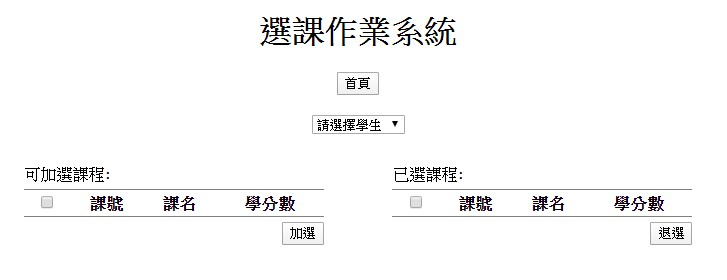 選課作業系統
首頁
請選擇學生
可加選課程:
課號 課名 學分數
加選
已選課程:
課號 課名 學分數
退選